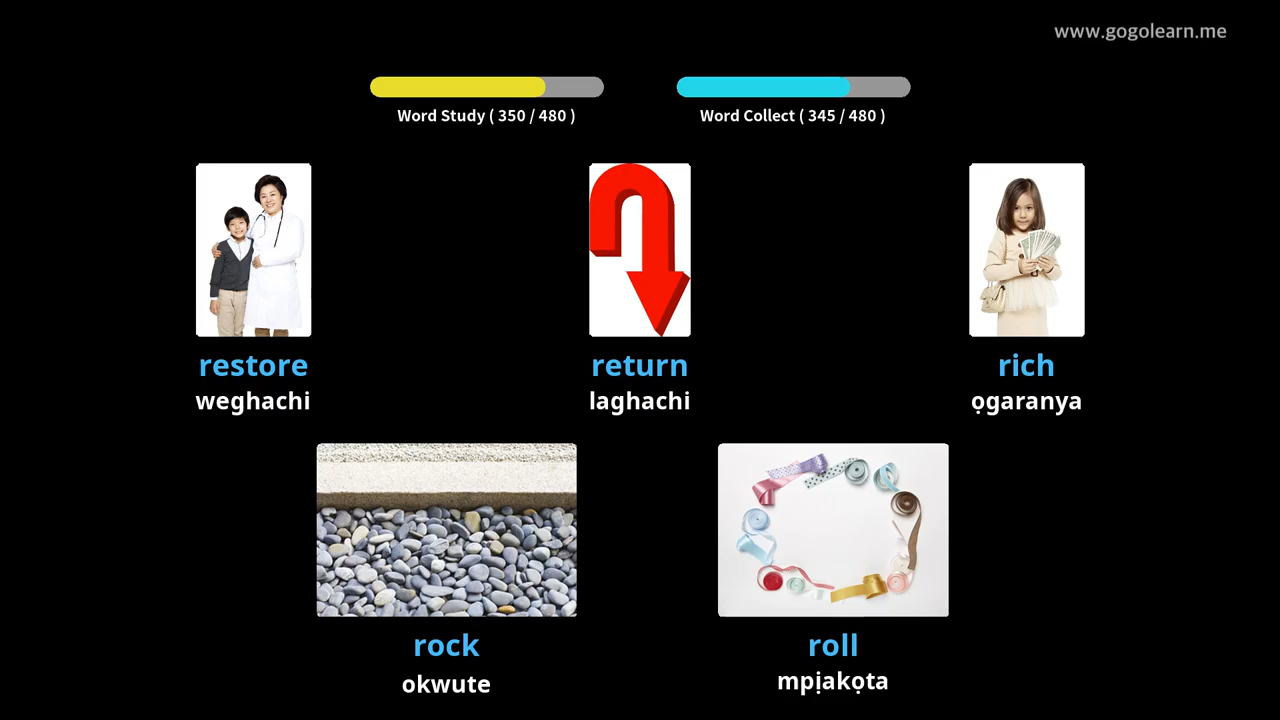 www.gogolearn.me
Word Study ( 350 / 480 )
Word Collect ( 345 / 480 )
restore
weghachi
return
laghachi
rich
ọgaranya
rock
okwute
roll
mpịakọta